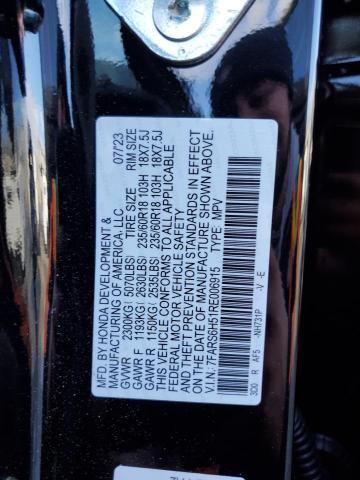 MFD. BY HONDA DEVELOPMENT & 07/23
MANUFACTURING OF AMERICA, LLC
GVWR 2300KG( 5071LBS) TIRE SIZE RIM SIZE
GAWR F 1193KG( 2630LBS) 235/60R18 103H 18X7.5J
GAWR R 1150KG( 2535LBS) 235/60R18 103H 18X7.5J
THIS VEHICLE CONFORMS TO ALL APPLICABLE
FEDERAL MOTOR VEHICLE SAFETY
AND THEFT PREVENTION STANDARDS IN EFFECT
ON THE DATE OF MANUFACTURE SHOWN ABOVE.
V.I.N: 7FARS6H51RE006915 TYPE: MPV
3D0 R AF5 -NH731P -V -E